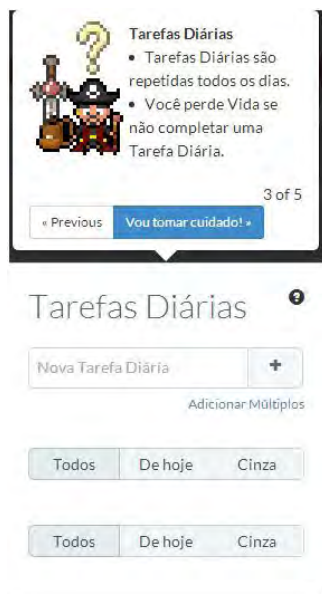 Tarefas Diárias
• Tarefas Diárias são
repetidas todos os dias.
• Você perde Vida se
não completar uma
Tarefa Diária.
3 of 5
« Previous Vou tomar cuidado! »
Tarefas Diárias
Nova Tarefa Diária +
Adicionar Múltiplos
Todos De hoje Cinza
Todos De hoje Cinza